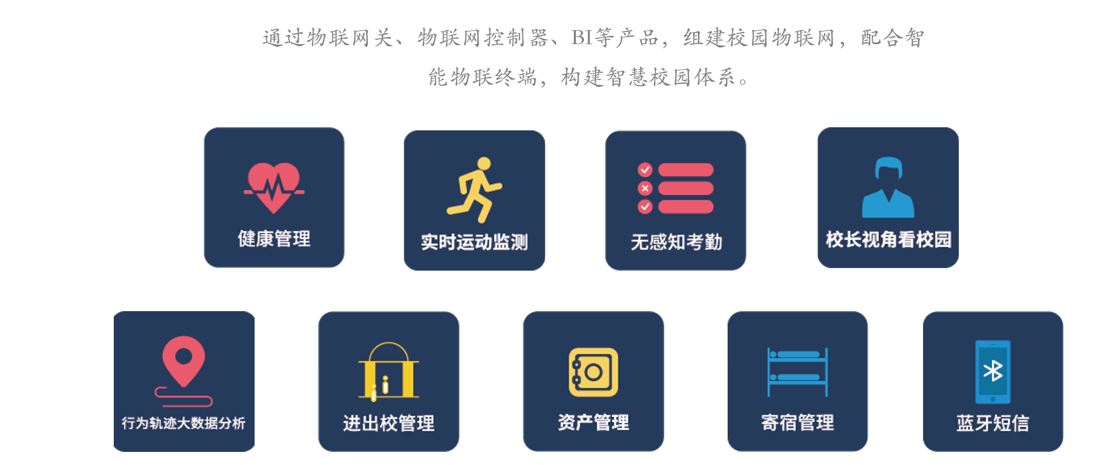 通过物联网关、物联网控制器、BI等产品，组建校园物联网，配合智
能物联终端，构建智慧校园体系。
健康管理
实时运动监测
无感知考勤
校长视角看校园
行为轨迹大数据分析
进出校管理
资产管理
寄宿管理
蓝牙短信